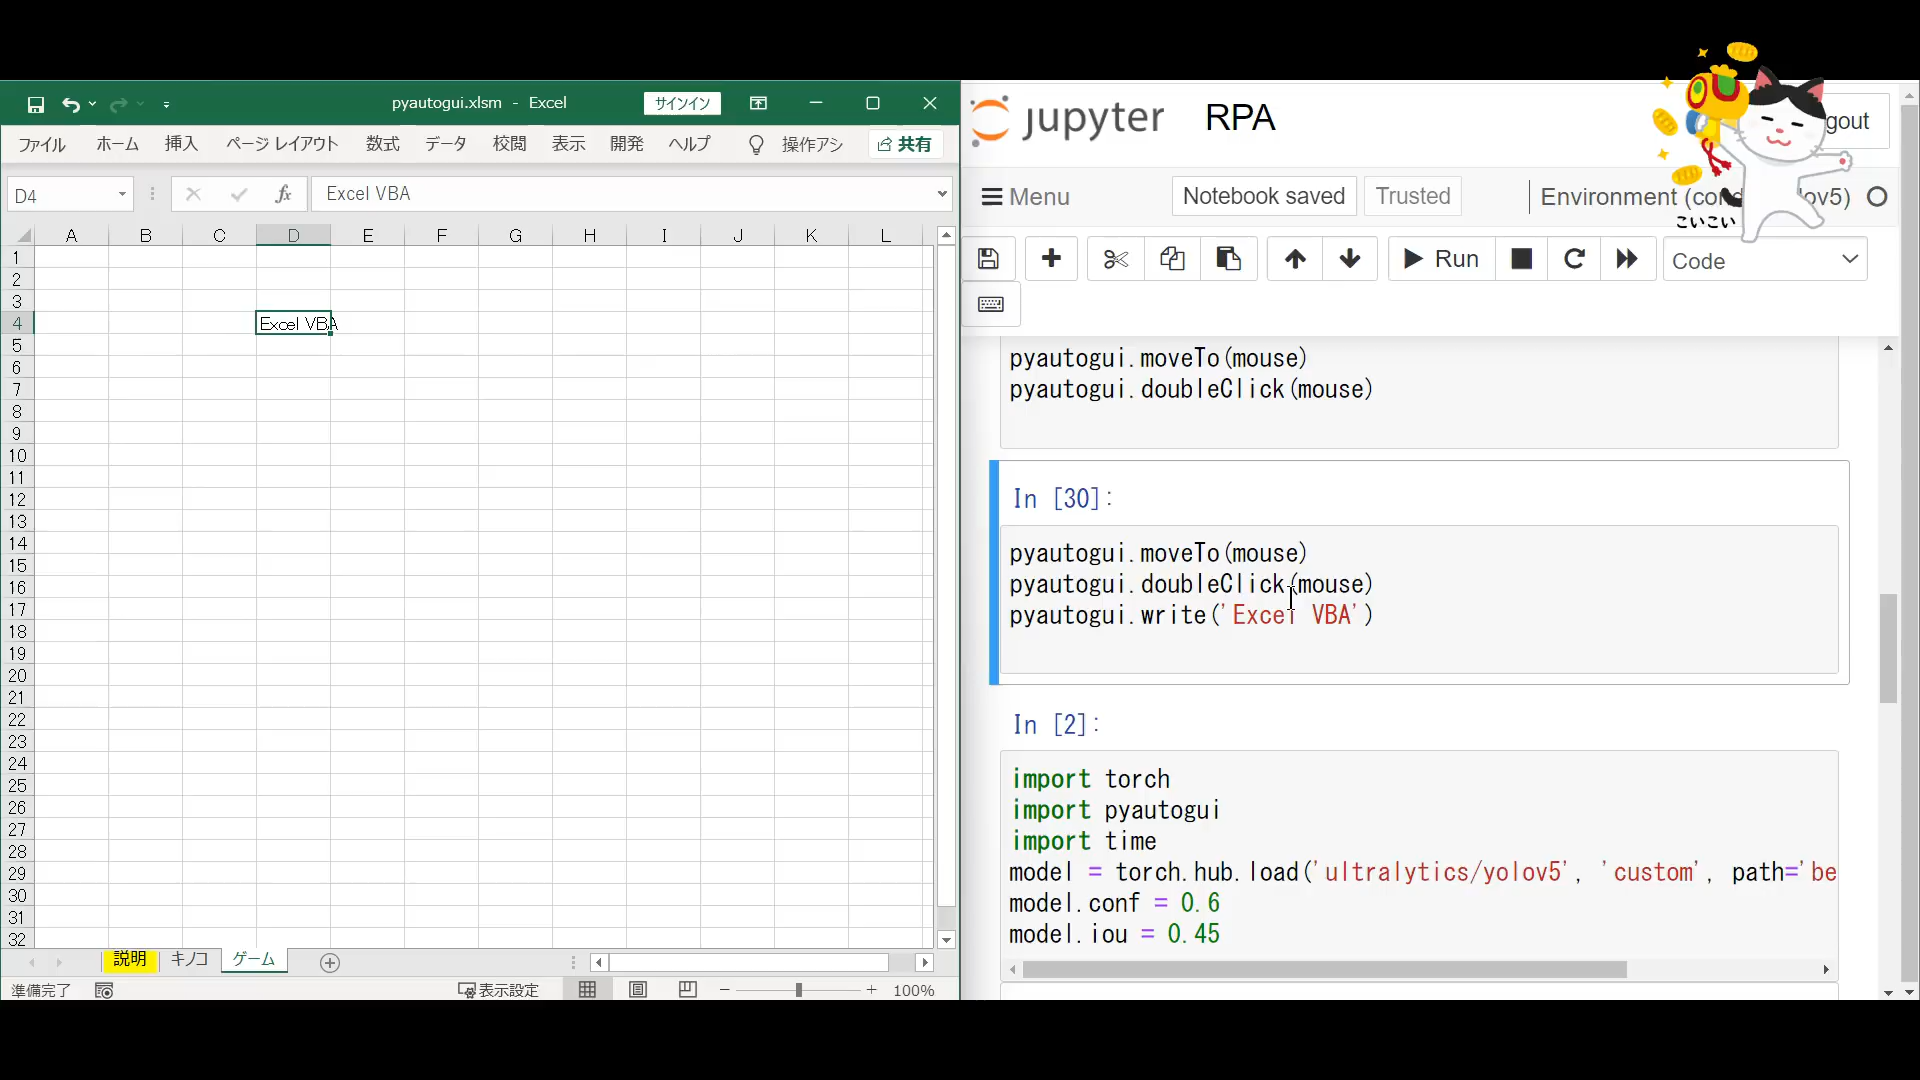 pyautogui.xlsm - Excel
サインイン
ファイル ホーム 挿入 ページ レイアウト 数式 データ 校閲 表示 開発 ヘルプ 操作アシ 共有
D4 fx Excel VBA
A B C D E F G H I J K L
1
2
3
4 Excel VBA
5
6
7
8
9
10
11
12
13
14
15
16
17
18
19
20
21
22
23
24
25
26
27
28
29
30
31
32
説明 キノコ ゲーム
準備完了 表示設定 100%
jupyter RPA
gout
こいこい
Menu Notebook saved Trusted Environment (con ov5)
Run Code
pyautogui.moveTo(mouse)
pyautogui.doubleClick(mouse)
In [30]:
pyautogui.moveTo(mouse)
pyautogui.doubleClick(mouse)
pyautogui.write('Excel VBA')
In [2]:
import torch
import pyautogui
import time
model = torch.hub.load('ultralytics/yolov5', 'custom', path='be
model.conf = 0.6
model.iou = 0.45